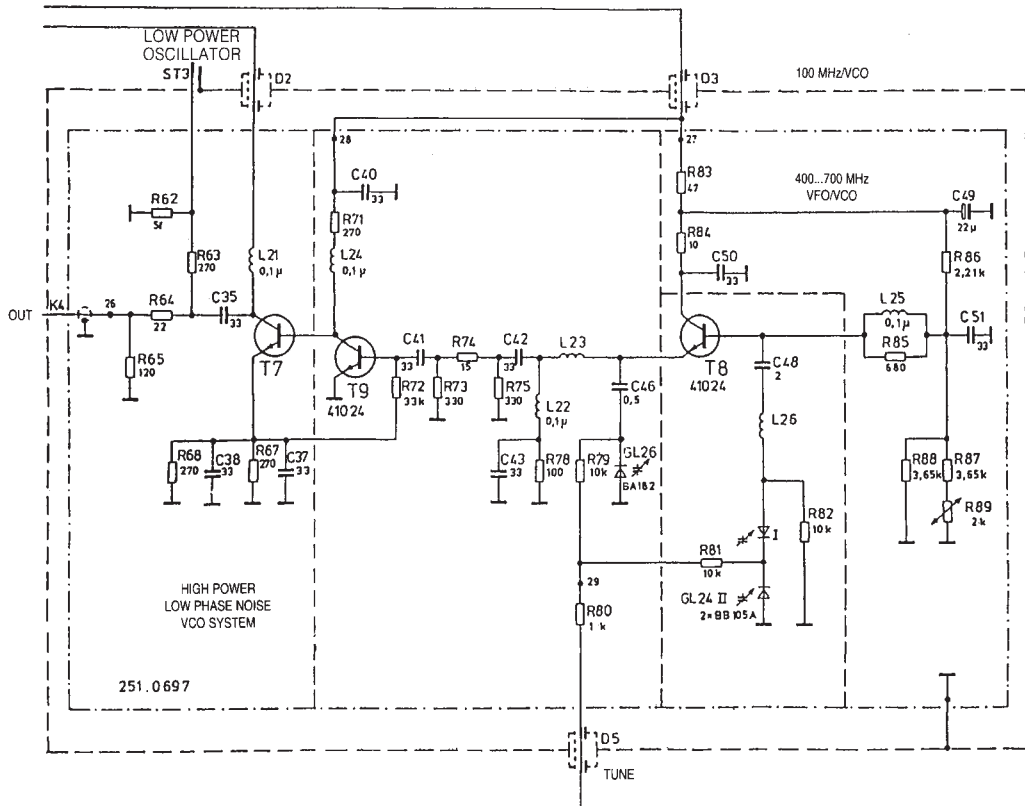 LOW POWER
OSCILLATOR
ST3
D2
D3
100 MHz/VCO
28
27
C40
33
R83
47
400...700 MHz
VFO/VCO
C49
22µ
R62
51
R71
270
R84
10
R86
2,21k
R63
270
L21
0,1µ
L24
0,1µ
C50
33
L25
0,1µ
OUT
K4
26
R64
22
C35
33
C51
33
R85
680
R65
120
T7
T9
41024
C41
33
R74
15
C42
33
L23
T8
41024
C48
2
R72
33k
R73
330
R75
330
C46
0,5
L22
0,1µ
L26
R68
270
C38
33
R67
270
C37
33
C43
33
R78
100
R79
10k
GL26
BA182
R88
3,65k
R87
3,65k
R89
2k
R82
10k
I
R81
10k
29
R80
1k
GL24 II
2×BB105A
HIGH POWER
LOW PHASE NOISE
VCO SYSTEM
251.0697
D5
TUNE